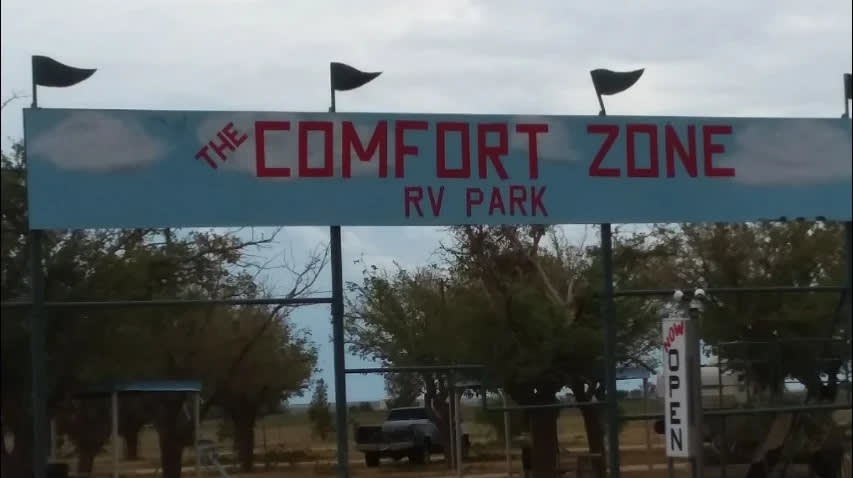 THE COMFORT ZONE
RV PARK
NOW
OPEN